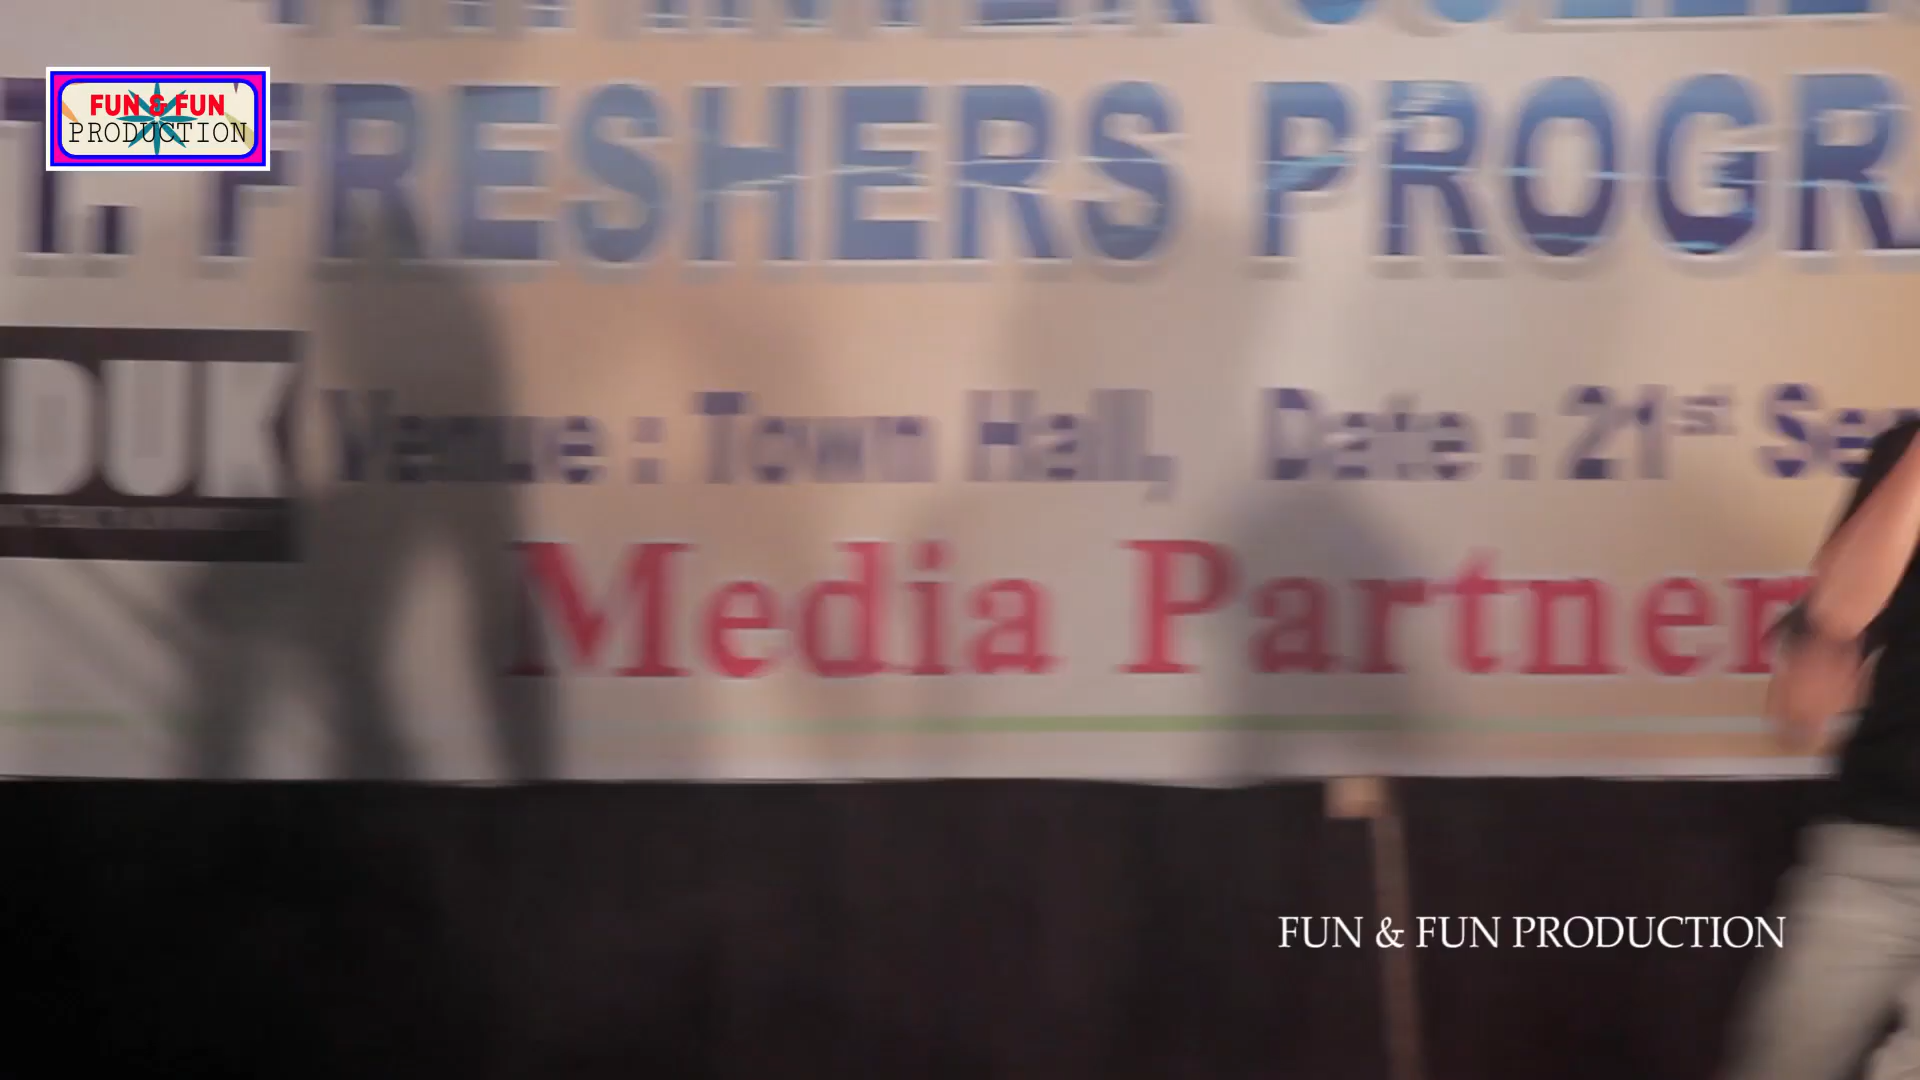 FUN & FUN
PRODUCTION
FRESHERS PROGR
DUK
Venue : Town Hall, Date : 21st Se
Media Partner
FUN & FUN PRODUCTION